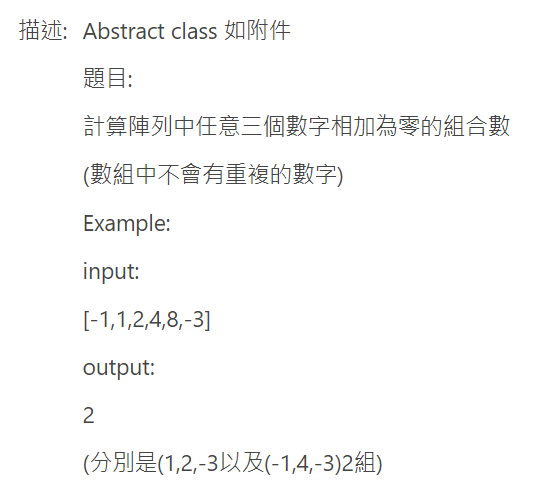 描述: Abstract class 如附件
題目:
計算陣列中任意三個數字相加為零的組合數
(數組中不會有重複的數字)
Example:
input:
[-1,1,2,4,8,-3]
output:
2
(分別是(1,2,-3以及(-1,4,-3)2組)